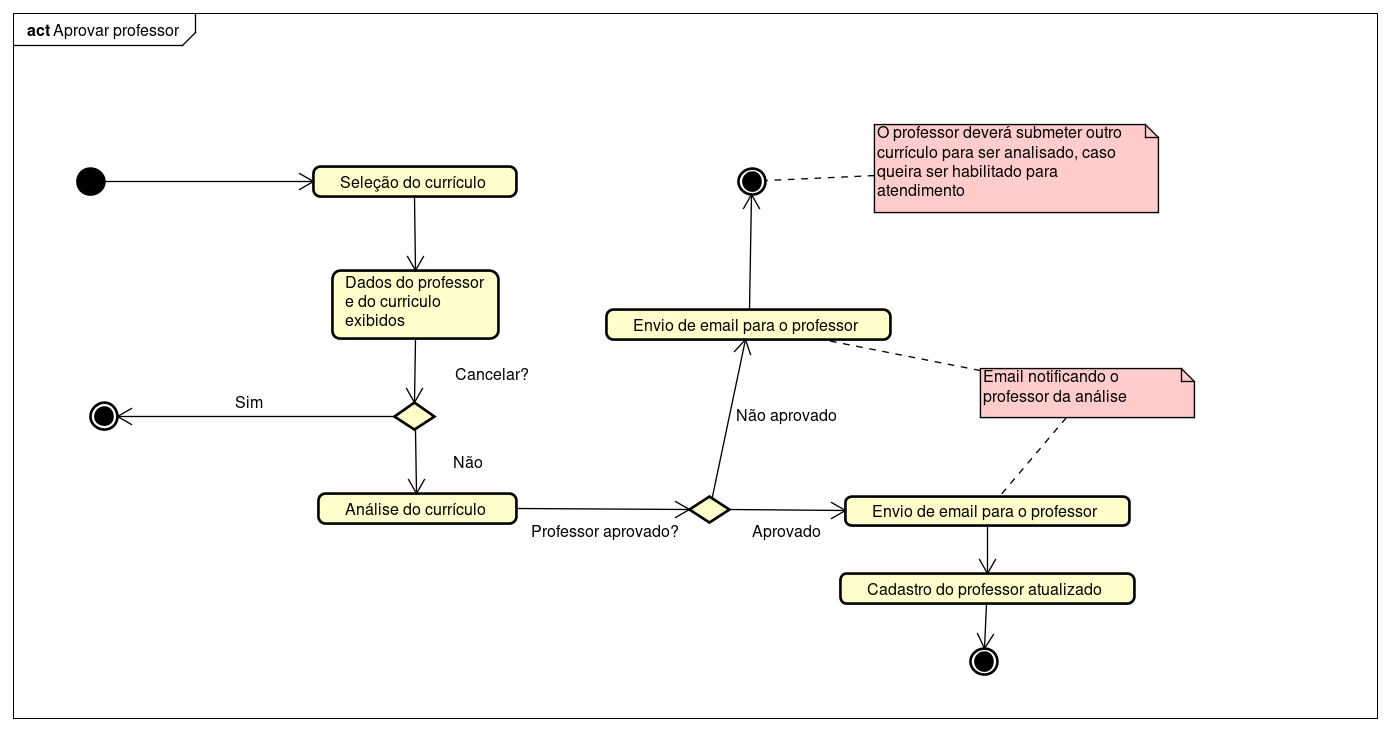 act Aprovar professor
O professor deverá submeter outro
currículo para ser analisado, caso
queira ser habilitado para
atendimento
Seleção do currículo
Dados do professor
e do curriculo
exibidos
Envio de email para o professor
Cancelar?
Email notificando o
professor da análise
Sim
Não aprovado
Não
Análise do currículo
Professor aprovado?
Aprovado
Envio de email para o professor
Cadastro do professor atualizado